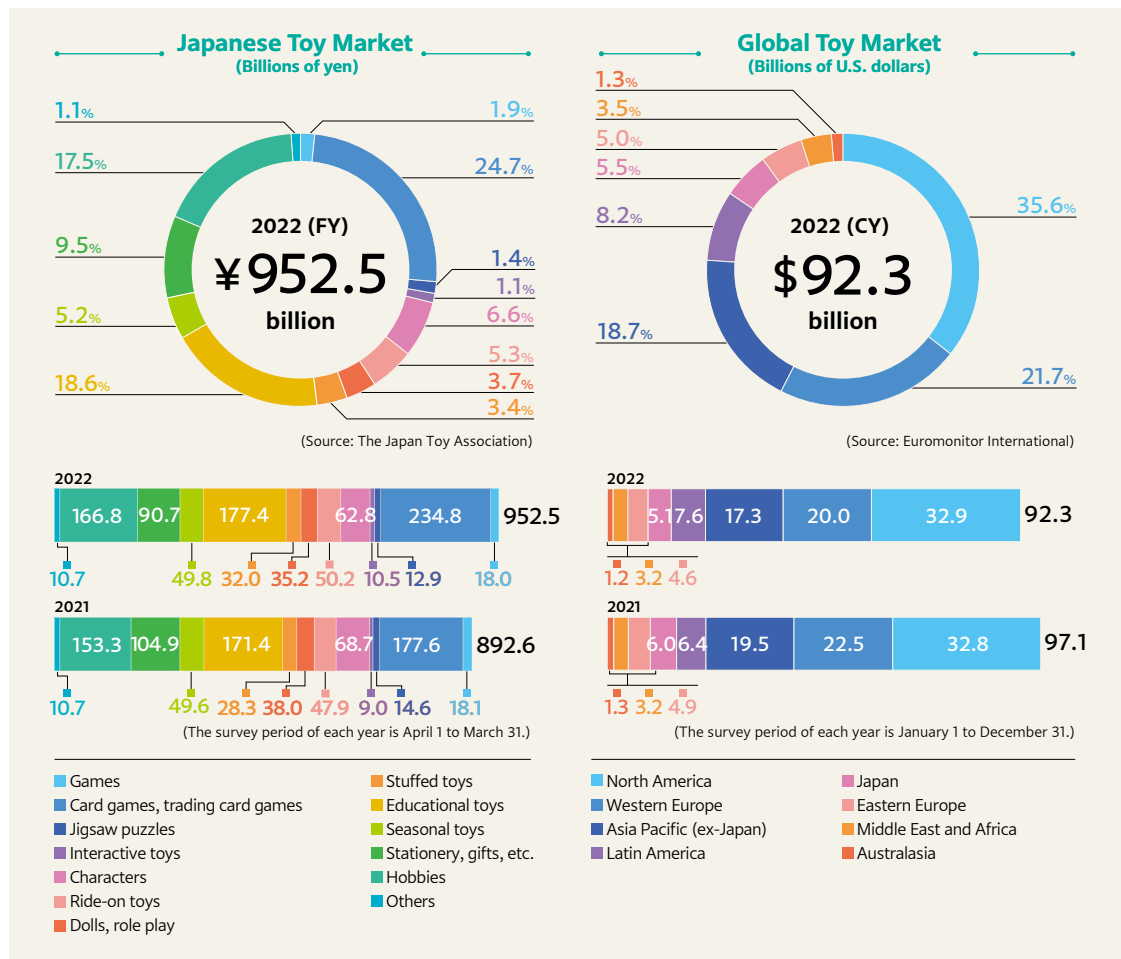 Japanese Toy Market
(Billions of yen)
1.1%
1.9%
17.5%
24.7%
9.5%
1.4%
1.1%
5.2%
6.6%
5.3%
18.6%
3.7%
3.4%
2022 (FY)
¥952.5
billion
(Source: The Japan Toy Association)
2022
166.8 90.7 177.4 62.8 234.8 952.5
10.7 49.8 32.0 35.2 50.2 10.5 12.9 18.0
2021
153.3 104.9 171.4 68.7 177.6 892.6
10.7 49.6 28.3 38.0 47.9 9.0 14.6 18.1
(The survey period of each year is April 1 to March 31.)
Games
Card games, trading card games
Jigsaw puzzles
Interactive toys
Characters
Ride-on toys
Dolls, role play
Stuffed toys
Educational toys
Seasonal toys
Stationery, gifts, etc.
Hobbies
Others
Global Toy Market
(Billions of U.S. dollars)
1.3%
3.5%
5.0%
5.5%
8.2%
35.6%
18.7%
21.7%
2022 (CY)
$92.3
billion
(Source: Euromonitor International)
2022
5.1 7.6 17.3 20.0 32.9 92.3
1.2 3.2 4.6
2021
6.0 6.4 19.5 22.5 32.8 97.1
1.3 3.2 4.9
(The survey period of each year is January 1 to December 31.)
North America
Western Europe
Asia Pacific (ex-Japan)
Latin America
Japan
Eastern Europe
Middle East and Africa
Australasia